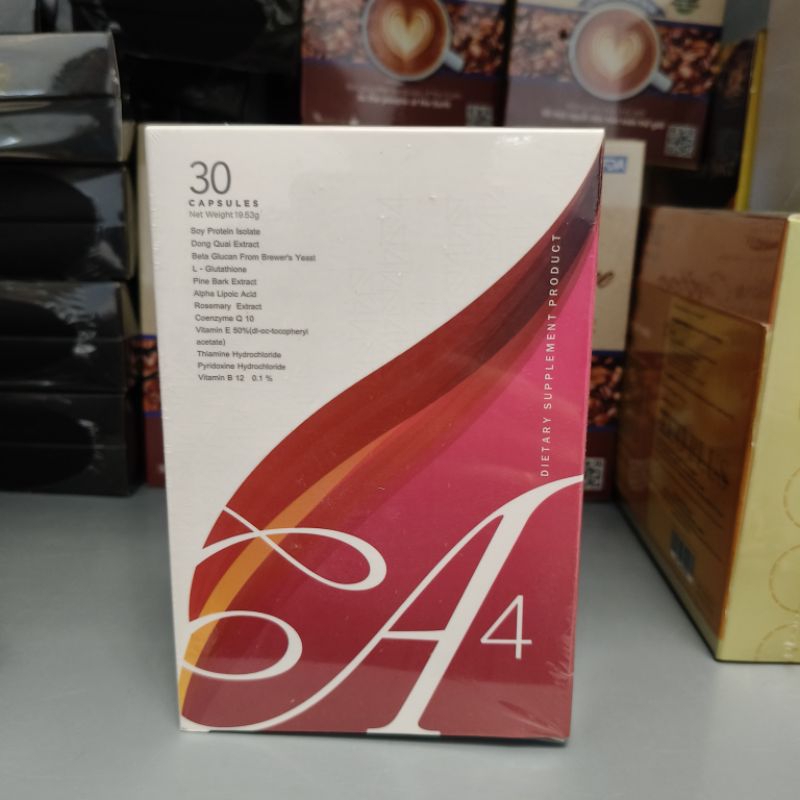 30
CAPSULES
Net Weight 19.53g
Soy Protein Isolate
Dong Quai Extract
Beta Glucan From Brewer's Yeast
L - Glutathione
Pine Bark Extract
Alpha Lipoic Acid
Rosemary Extract
Coenzyme Q 10
Vitamin E 50%(dl-oc-tocopheryl
acetate)
Thiamine Hydrochloride
Pyridoxine Hydrochloride
Vitamin B 12 0.1 %
DIETARY SUPPLEMENT PRODUCT
A4